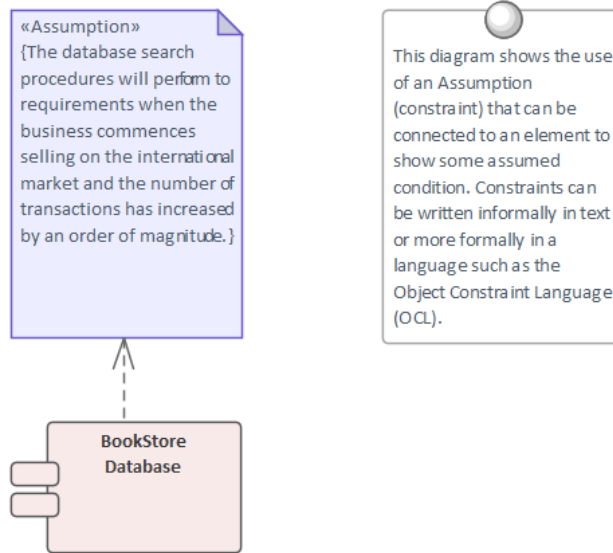 «Assumption»
{The database search
procedures will perform to
requirements when the
business commences
selling on the international
market and the number of
transactions has increased
by an order of magnitude.}
This diagram shows the use
of an Assumption
(constraint) that can be
connected to an element to
show some assumed
condition. Constraints can
be written informally in text
or more formally in a
language such as the
Object Constraint Language
(OCL).
BookStore
Database